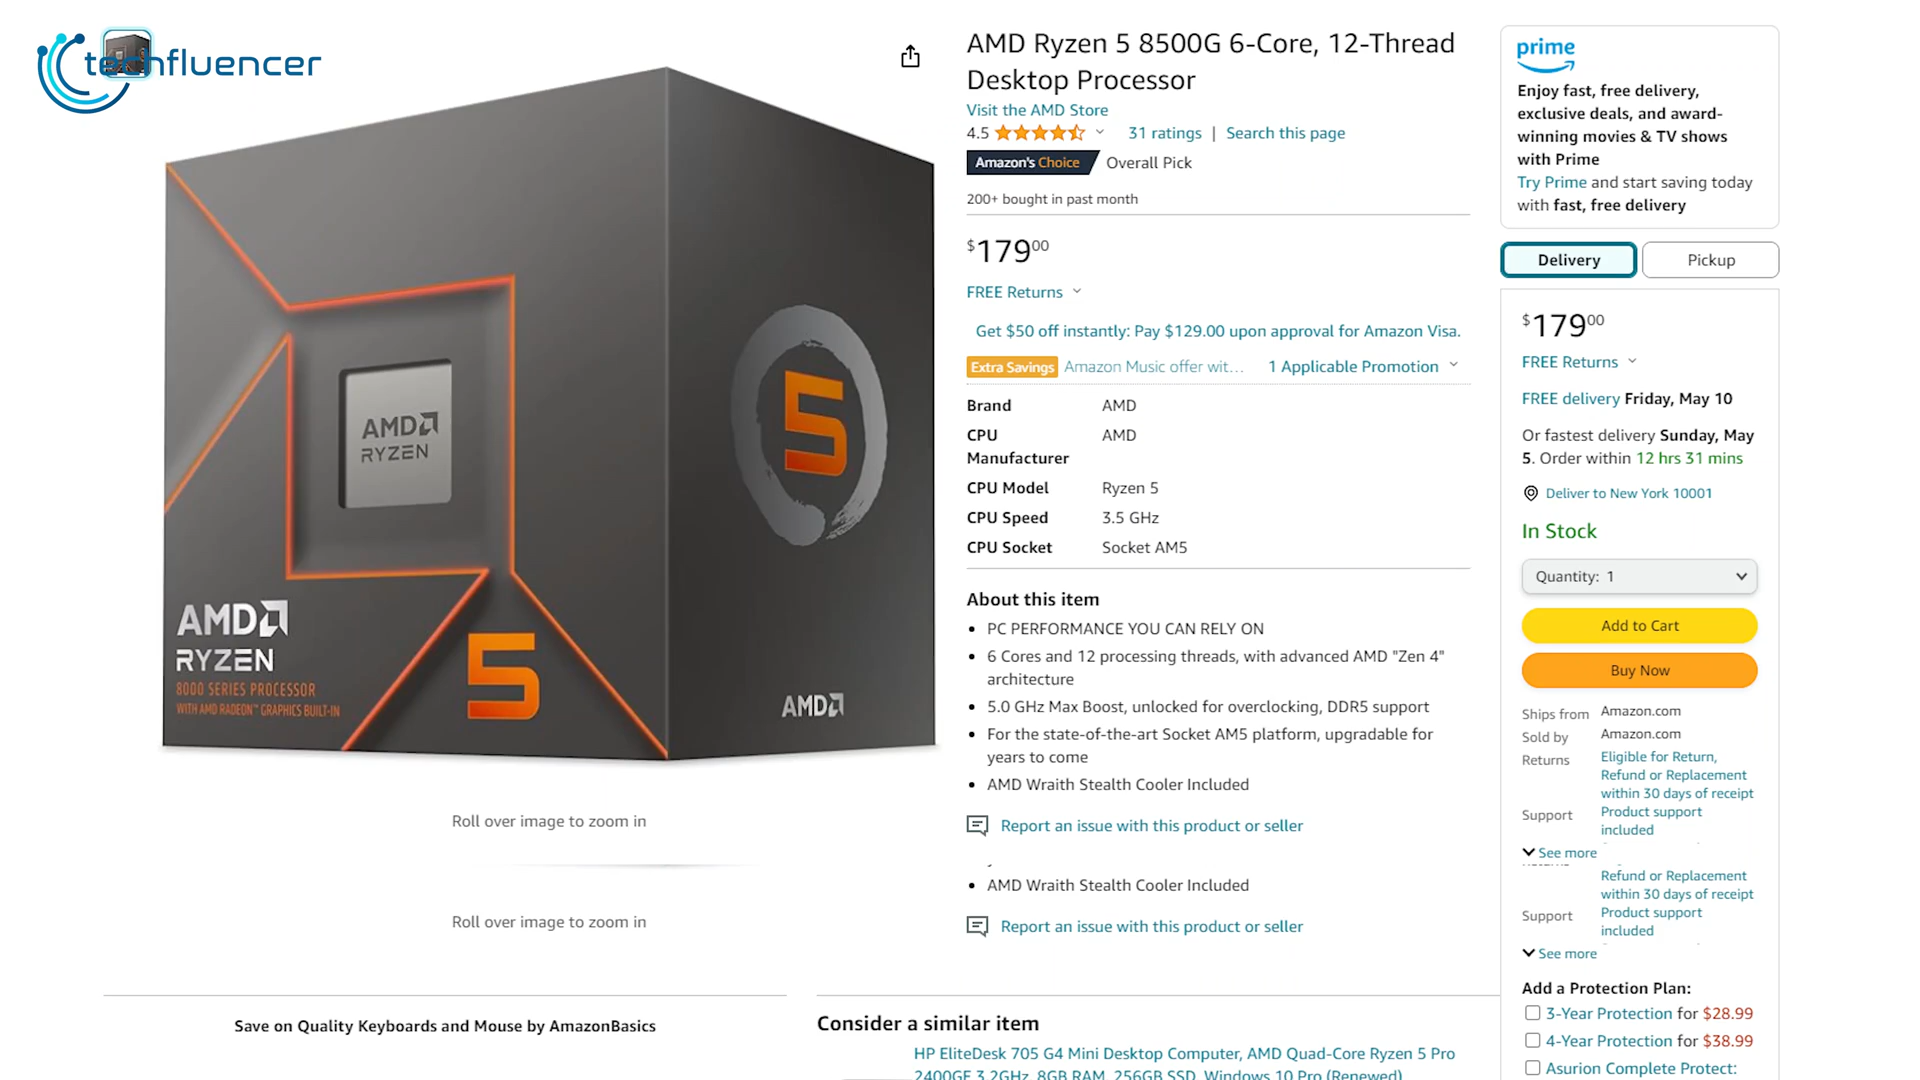 techfluencer
AMD
RYZEN
AMD
RYZEN
8000 SERIES PROCESSOR
WITH AMD RADEON™ GRAPHICS BUILT-IN
5
5
AMD
Roll over image to zoom in
Roll over image to zoom in
AMD Ryzen 5 8500G 6-Core, 12-Thread
Desktop Processor
Visit the AMD Store
4.5
31 ratings | Search this page
Amazon's Choice Overall Pick
200+ bought in past month
$17900
FREE Returns
Get $50 off instantly: Pay $129.00 upon approval for Amazon Visa.
Extra Savings Amazon Music offer wit... 1 Applicable Promotion
Brand AMD
CPU AMD
Manufacturer
CPU Model Ryzen 5
CPU Speed 3.5 GHz
CPU Socket Socket AM5
About this item
• PC PERFORMANCE YOU CAN RELY ON
• 6 Cores and 12 processing threads, with advanced AMD "Zen 4"
architecture
• 5.0 GHz Max Boost, unlocked for overclocking, DDR5 support
• For the state-of-the-art Socket AM5 platform, upgradable for
years to come
• AMD Wraith Stealth Cooler Included
Report an issue with this product or seller
• AMD Wraith Stealth Cooler Included
Report an issue with this product or seller
prime
Enjoy fast, free delivery,
exclusive deals, and award-
winning movies & TV shows
with Prime
Try Prime and start saving today
with fast, free delivery
Delivery
Pickup
$17900
FREE Returns
FREE delivery Friday, May 10
Or fastest delivery Sunday, May
5. Order within 12 hrs 31 mins
Deliver to New York 10001
In Stock
Quantity: 1
Add to Cart
Buy Now
Ships from Amazon.com
Sold by Amazon.com
Returns Eligible for Return,
Refund or Replacement
within 30 days of receipt
Support Product support
included
See more
Refund or Replacement
within 30 days of receipt
Support Product support
included
See more
Add a Protection Plan:
3-Year Protection for $28.99
4-Year Protection for $38.99
Asurion Complete Protect:
Save on Quality Keyboards and Mouse by AmazonBasics
Consider a similar item
HP EliteDesk 705 G4 Mini Desktop Computer, AMD Quad-Core Ryzen 5 Pro
2400GE 3.2GHz, 8GB RAM, 256GB SSD, Windows 10 Pro (Renewed)